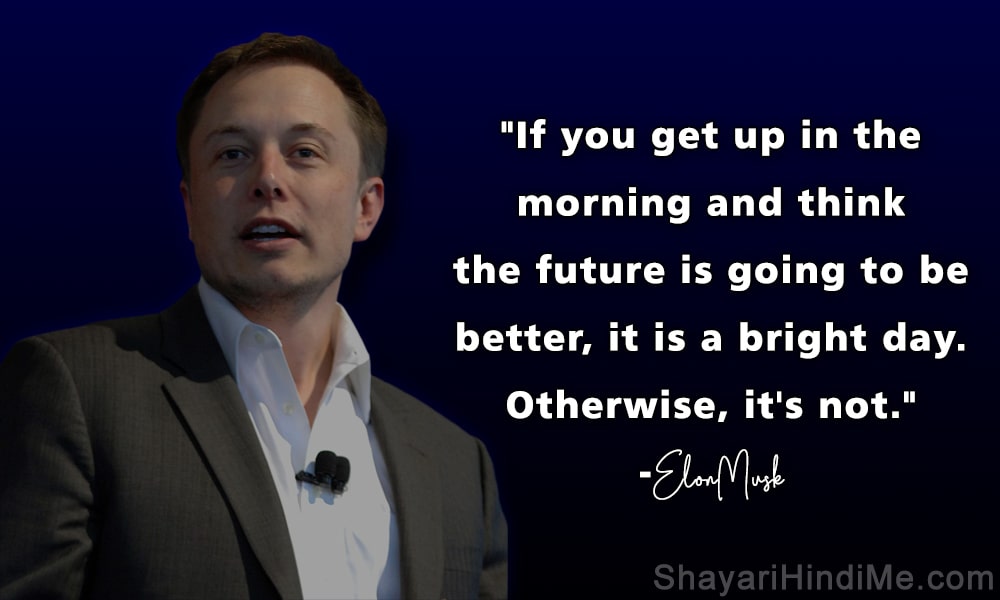 "If you get up in the
morning and think
the future is going to be
better, it is a bright day.
Otherwise, it's not."
-ElonMusk
ShayariHindiMe.com